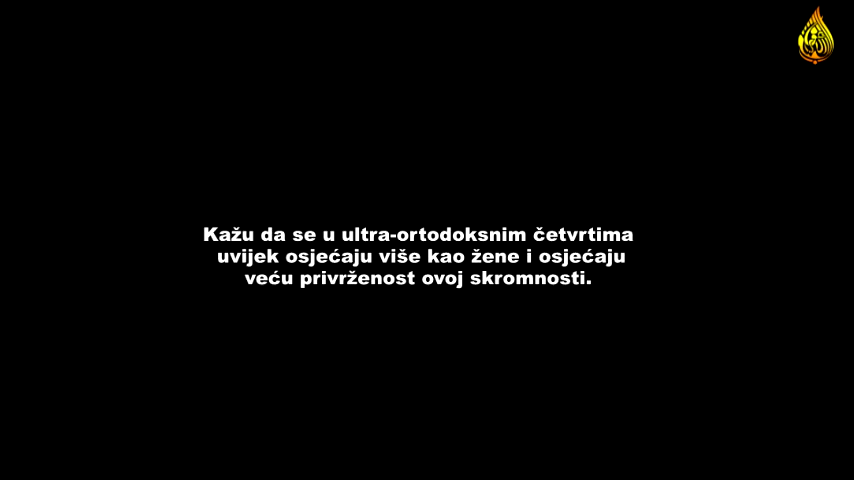 Kažu da se u ultra-ortodoksnim četvrtima
uvijek osjećaju više kao žene i osjećaju
veću privrženost ovoj skromnosti.